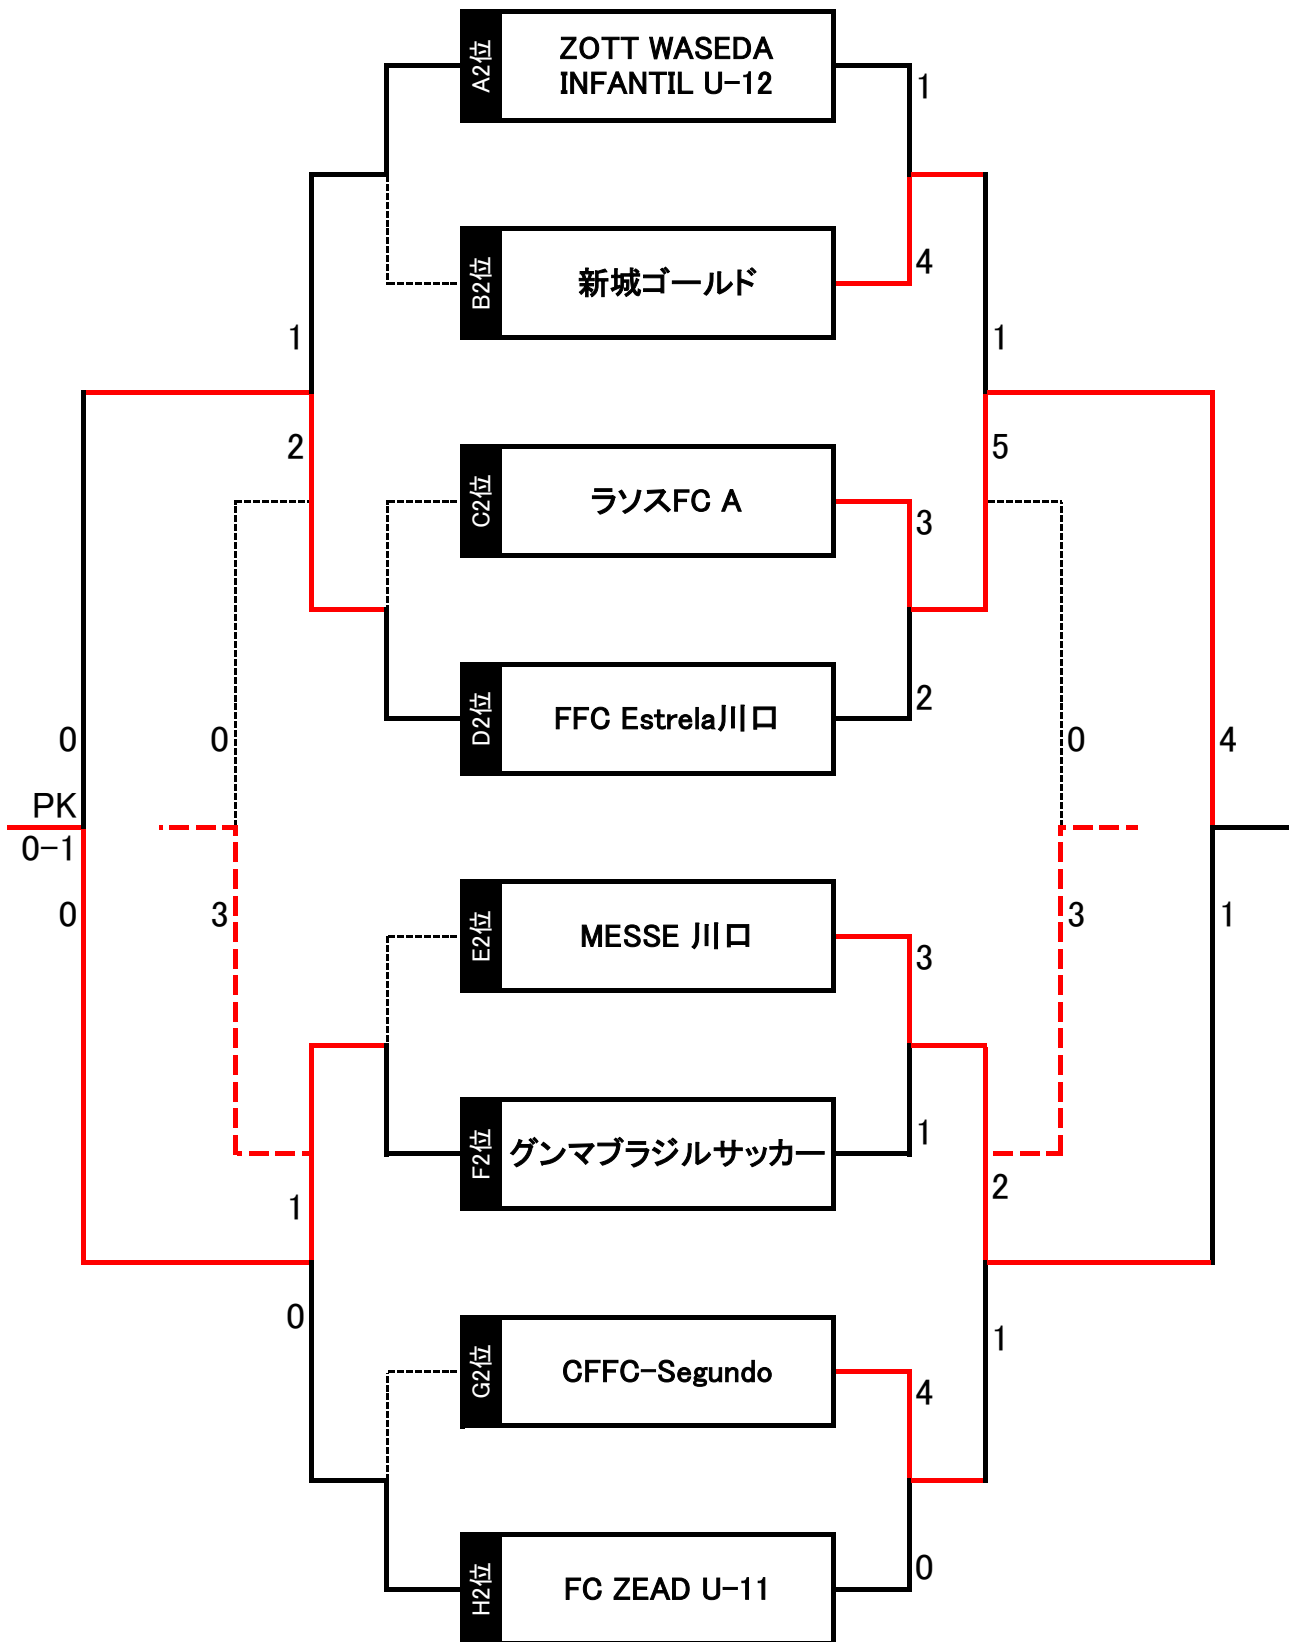 A2位
ZOTT WASEDA
INFANTIL U-12
1
B2位
新城ゴールド
4
1
1
2
5
C2位
ラソスFC A
3
D2位
FFC Estrela川口
2
0
0
0
4
PK
0-1
0
3
3
1
E2位
MESSE 川口
3
F2位
グンマブラジルサッカー
1
1
2
0
1
G2位
CFFC-Segundo
4
H2位
FC ZEAD U-11
0